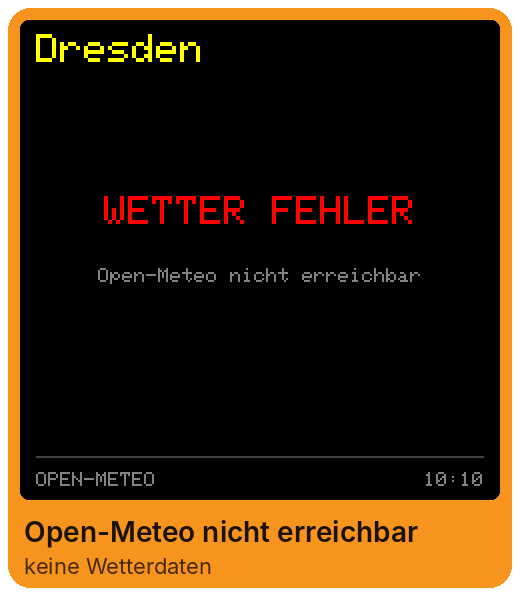 Dresden
WETTER FEHLER
Open-Meteo nicht erreichbar
OPEN-METEO 10:10
Open-Meteo nicht erreichbar
keine Wetterdaten